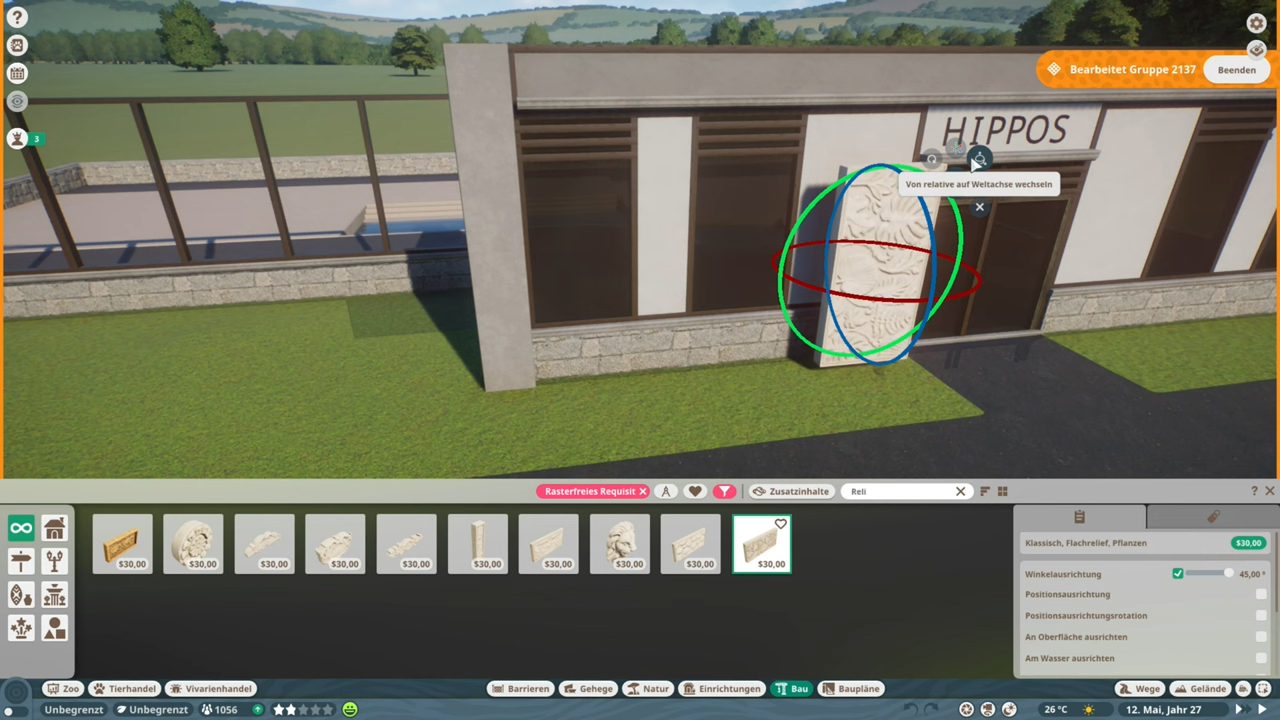 Bearbeitet Gruppe 2137
Beenden
3
HIPPOS
Von relative auf Weltachse wechseln
Rasterfreies Requisit
Zusatzinhalte
Reli
$30,00
$30,00
$30,00
$30,00
$30,00
$30,00
$30,00
$30,00
$30,00
$30,00
Klassisch, Flachrelief, Pflanzen
$30,00
Winkelausrichtung
45,00 °
Positionsausrichtung
Positionsausrichtungsrotation
An Oberfläche ausrichten
Am Wasser ausrichten
Zoo
Tierhandel
Vivarienhandel
Barrieren
Gehege
Natur
Einrichtungen
Bau
Baupläne
Wege
Gelände
Unbegrenzt
Unbegrenzt
1056
26 °C
12. Mai, Jahr 27